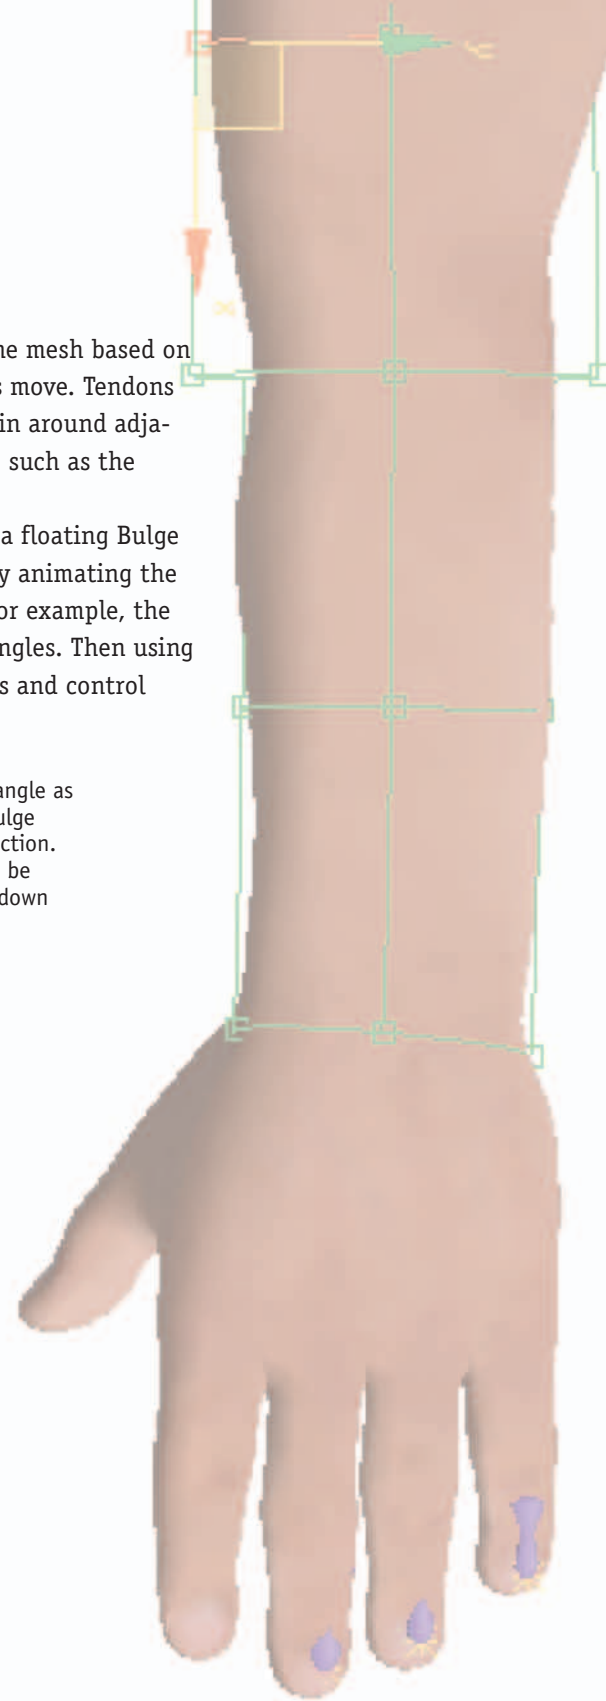 ne mesh based on
s move. Tendons
in around adja-
, such as the
a floating Bulge
y animating the
or example, the
ngles. Then using
s and control
angle as
ulge
ction.
be
down